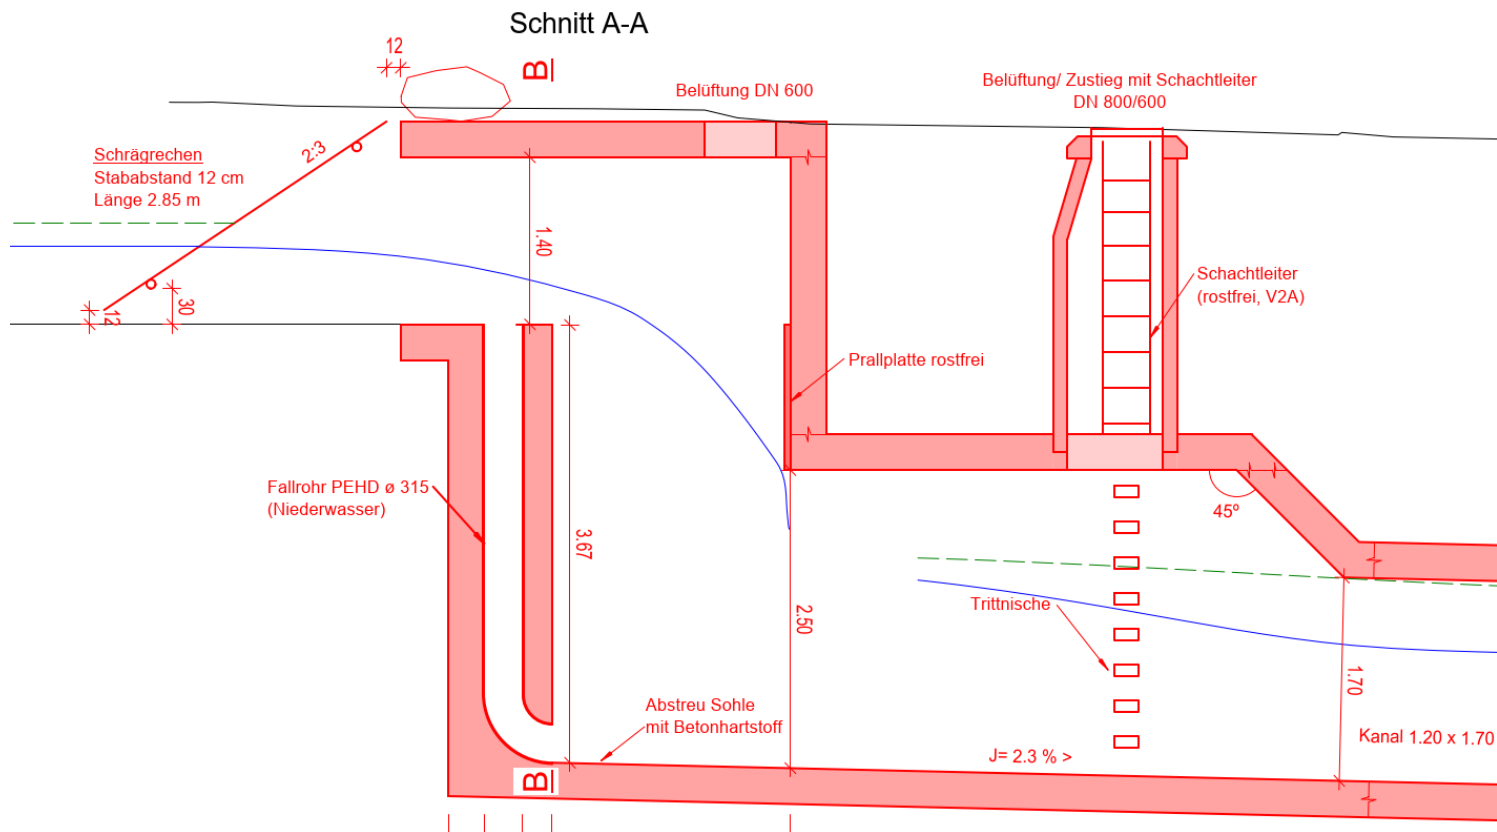 Schnitt A-A
12
B
Belüftung DN 600
Belüftung/ Zustieg mit Schachtleiter
DN 800/600
Schrägrechen
Stababstand 12 cm
Länge 2.85 m
2:3
1.40
30
12
Schachtleiter
(rostfrei, V2A)
Prallplatte rostfrei
Fallrohr PEHD ø 315
(Niederwasser)
3.67
45º
2.50
Trittnische
1.70
Abstreu Sohle
mit Betonhartstoff
J= 2.3 % >
Kanal 1.20 x 1.70
B